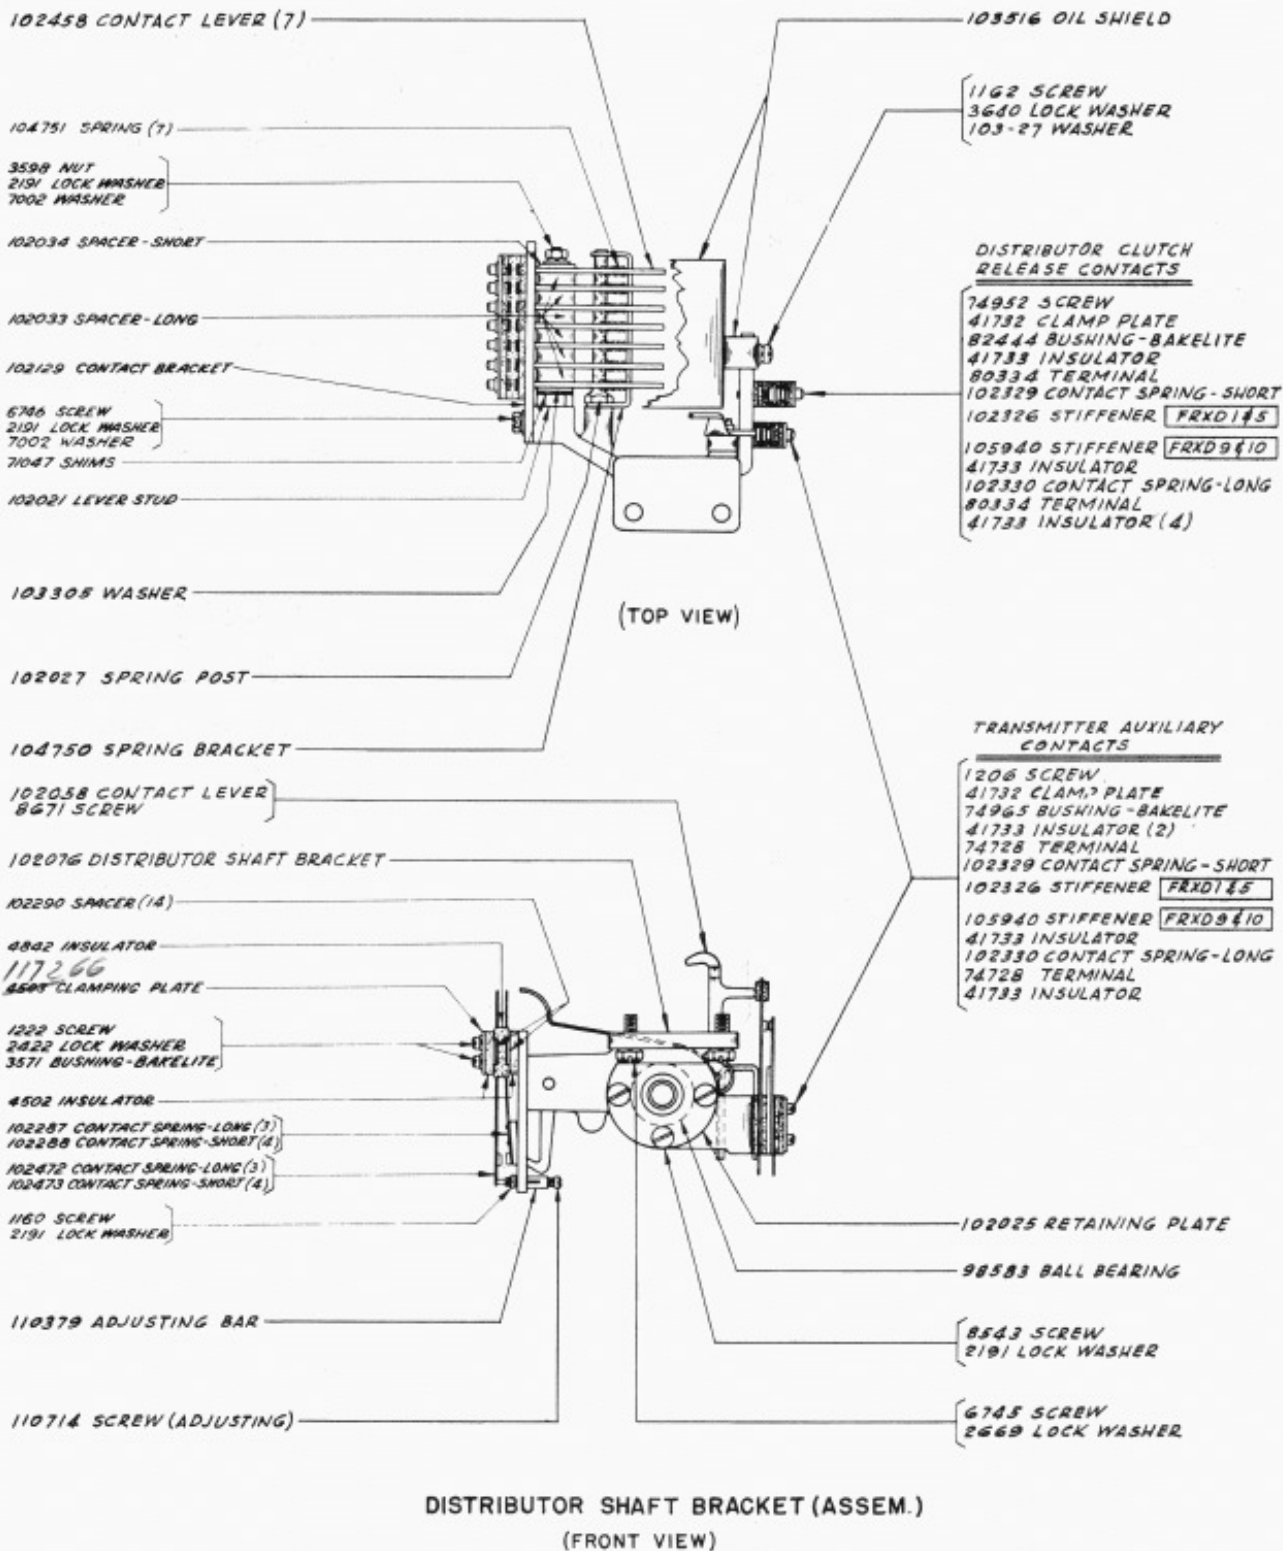 102458 CONTACT LEVER (7)
104751 SPRING (7)
3598 NUT
2191 LOCK WASHER
7002 WASHER
102034 SPACER-SHORT
102033 SPACER-LONG
102129 CONTACT BRACKET
6746 SCREW
2191 LOCK WASHER
7002 WASHER
71047 SHIMS
102021 LEVER STUD
103305 WASHER
102027 SPRING POST
104750 SPRING BRACKET
103516 OIL SHIELD
1162 SCREW
3640 LOCK WASHER
103-27 WASHER
DISTRIBUTOR CLUTCH
RELEASE CONTACTS
74952 SCREW
41732 CLAMP PLATE
82444 BUSHING-BAKELITE
41733 INSULATOR
80334 TERMINAL
102329 CONTACT SPRING-SHORT
102326 STIFFENER FRXD 1 & 5
105940 STIFFENER FRXD 9 & 10
41733 INSULATOR
102330 CONTACT SPRING-LONG
80334 TERMINAL
41733 INSULATOR (4)
(TOP VIEW)
102058 CONTACT LEVER
8671 SCREW
102076 DISTRIBUTOR SHAFT BRACKET
102290 SPACER (14)
4842 INSULATOR
117266
CLAMPING PLATE
1222 SCREW
2422 LOCK WASHER
3571 BUSHING-BAKELITE
4502 INSULATOR
102287 CONTACT SPRING-LONG (3)
102288 CONTACT SPRING-SHORT (4)
102472 CONTACT SPRING-LONG (3)
102473 CONTACT SPRING-SHORT (4)
1160 SCREW
2191 LOCK WASHER
110379 ADJUSTING BAR
110714 SCREW (ADJUSTING)
TRANSMITTER AUXILIARY
CONTACTS
1206 SCREW
41732 CLAMP PLATE
74965 BUSHING-BAKELITE
41733 INSULATOR (2)
74728 TERMINAL
102329 CONTACT SPRING-SHORT
102326 STIFFENER FRXD 1 & 5
105940 STIFFENER FRXD 9 & 10
41733 INSULATOR
102330 CONTACT SPRING-LONG
74728 TERMINAL
41733 INSULATOR
102025 RETAINING PLATE
98583 BALL BEARING
8543 SCREW
2191 LOCK WASHER
6745 SCREW
2669 LOCK WASHER
DISTRIBUTOR SHAFT BRACKET (ASSEM.)
(FRONT VIEW)